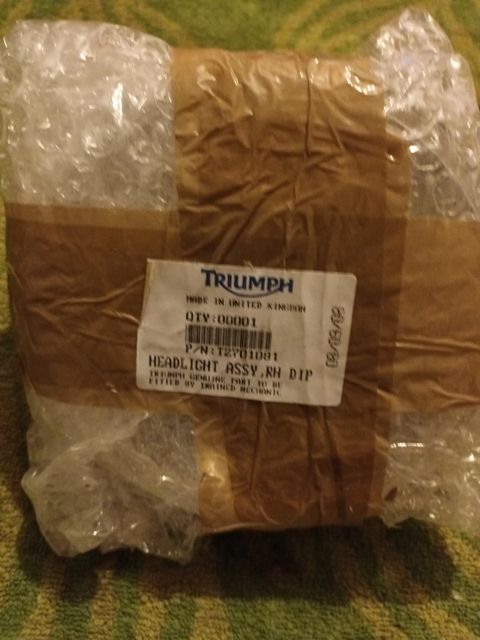 TRIUMPH
MADE IN UNITED KINGDOM
QTY:00001
P/N:T2701091
HEADLIGHT ASSY,RH DIP
TRIUMPH GENUINE PART TO BE
FITTED BY TRAINED MECHANIC